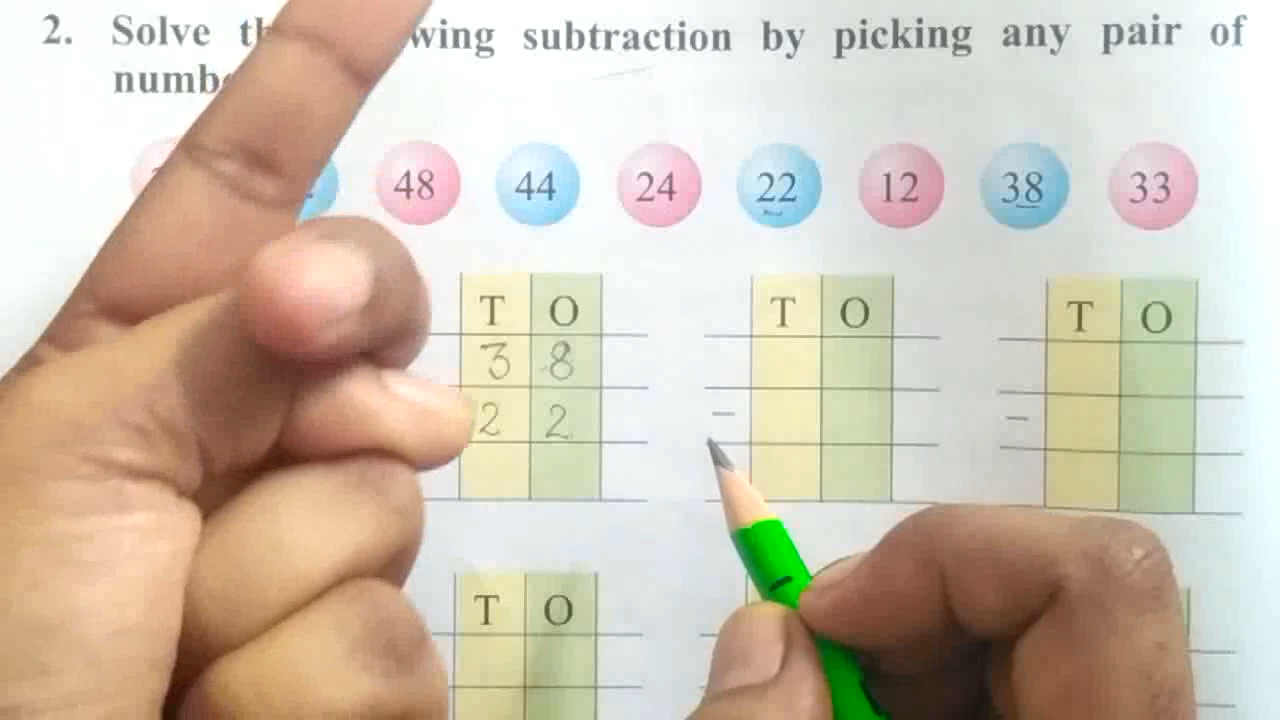 2. Solve wing subtraction by picking any pair of
numb
48 44 24 22 12 38 33
T O T O T O
3 8
2 2
- -
T O